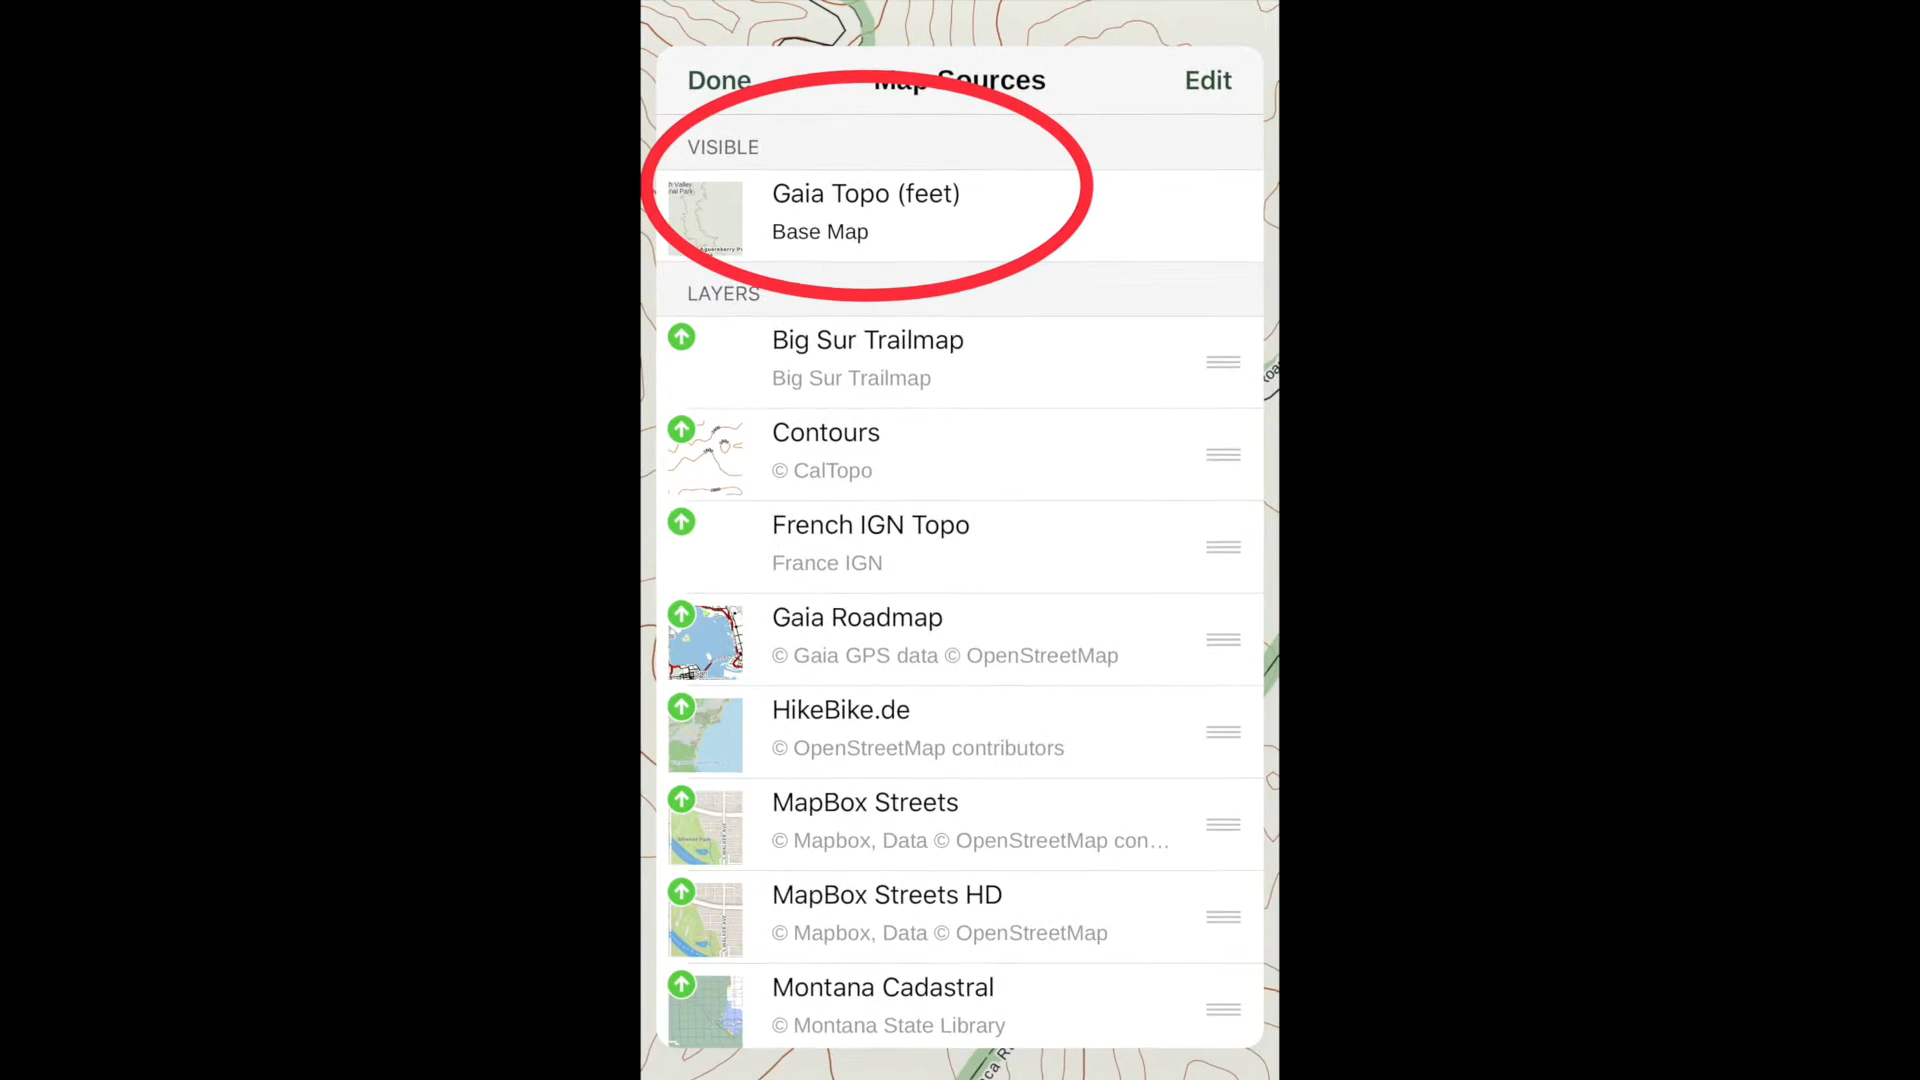 Done Map Sources Edit
VISIBLE
Gaia Topo (feet)
Base Map
LAYERS
Big Sur Trailmap
Big Sur Trailmap
Contours
© CalTopo
French IGN Topo
France IGN
Gaia Roadmap
© Gaia GPS data © OpenStreetMap
HikeBike.de
© OpenStreetMap contributors
MapBox Streets
© Mapbox, Data © OpenStreetMap con…
MapBox Streets HD
© Mapbox, Data © OpenStreetMap
Montana Cadastral
© Montana State Library